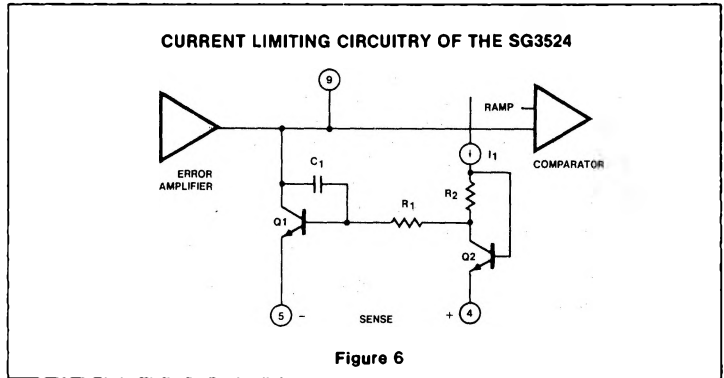 CURRENT LIMITING CIRCUITRY OF THE SG3524
9
RAMP
ERROR
AMPLIFIER
C1
I1
COMPARATOR
R2
R1
Q1
Q2
5 -
SENSE
+ 4
Figure 6